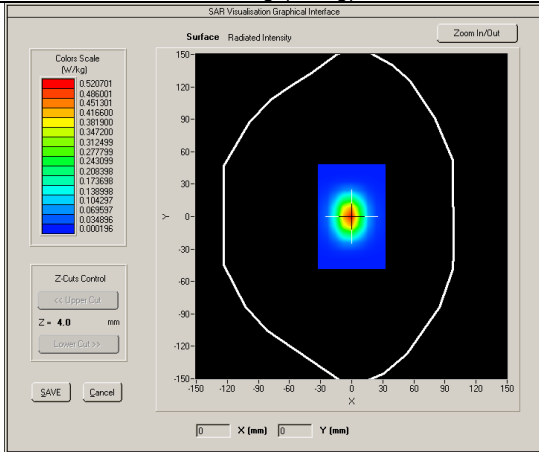 SAR Visualisation Graphical Interface
Surface Radiated Intensity
Zoom In/Out
Colors Scale
(W/kg)
0.520701
0.486001
0.451301
0.416600
0.381900
0.347200
0.312499
0.277799
0.243099
0.208398
0.173698
0.138998
0.104297
0.069597
0.034896
0.000196
Z-Cuts Control
<< Upper Cut
Z = 4.0 mm
Lower Cut >>
SAVE Cancel
150
120
90
60
30
0
-30
-60
-90
-120
-150
Y
-150 -120 -90 -60 -30 0 30 60 90 120 150
X
0 X (mm) 0 Y (mm)